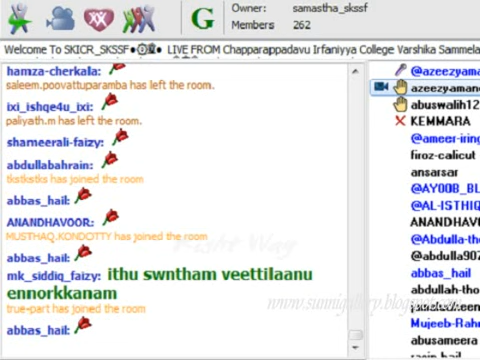 Owner: samastha_skssf
G Members 262
Welcome To SKICR_SKSSF LIVE FROM Chapparappadavu Irfaniyya College Varshika Sammela
hamza-cherkala:
saleem.poovattuparamba has left the room.
ixi_ishqe4u_ixi:
paliyath.m has left the room.
shameerali-faizy:
abdullabahrain:
tkstkstks has joined the room
abbas_hail:
ANANDHAVOOR:
MUSTHAQ.KONDOTTY has joined the room
abbas_hail:
mk_siddiq_faizy: ithu swntham veettilaanu
ennorkkanam
true-part has joined the room
abbas_hail:
@azeezyama
azeezyaman
abuswalih12
KEMMARA
@ameer-iring
firoz-calicut
ansarsar
@AYOOB_BL
@AL-ISTHIQ
ANANDHAVOOR
@Abdulla-the
@abdulla907
abbas_hail
abdullah-tho
Mujeeb-Rahm
abusameera
Right Way
www.sunnigallery.blogspot.com